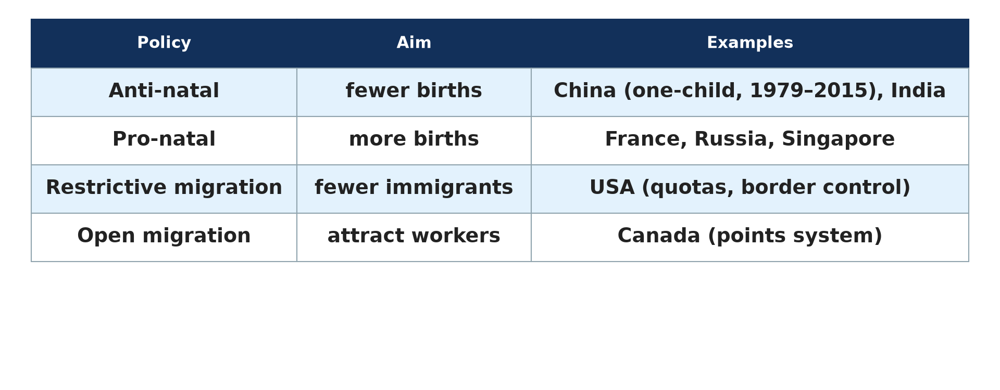 Policy Aim Examples
Anti-natal fewer births China (one-child, 1979–2015), India
Pro-natal more births France, Russia, Singapore
Restrictive migration fewer immigrants USA (quotas, border control)
Open migration attract workers Canada (points system)